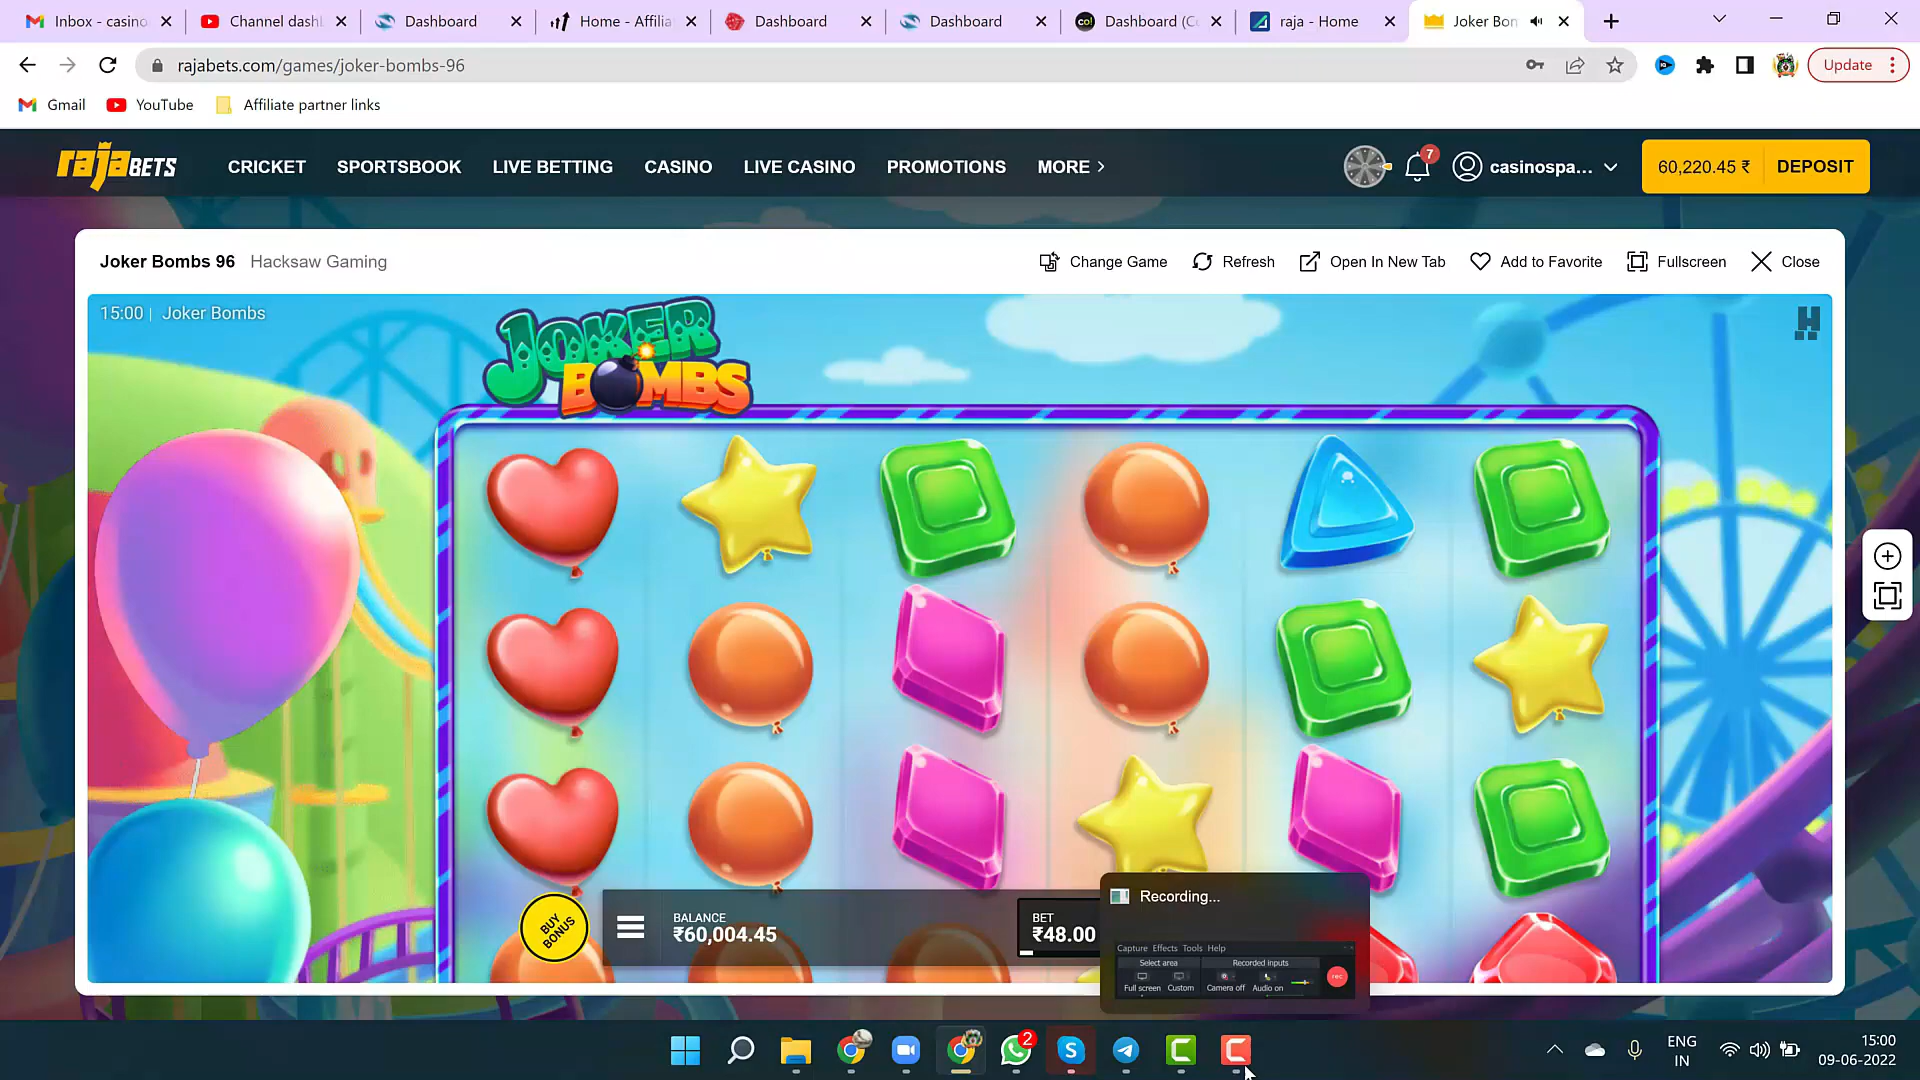 Inbox - casino
Channel dash
Dashboard
Home - Affilia
Dashboard
Dashboard
co!
Dashboard (C
raja - Home
Joker Bon
rajabets.com/games/joker-bombs-96
Update
Gmail
YouTube
Affiliate partner links
raja BETS
CRICKET
SPORTSBOOK
LIVE BETTING
CASINO
LIVE CASINO
PROMOTIONS
MORE
7
casinospa...
60,220.45 ₹
DEPOSIT
Joker Bombs 96
Hacksaw Gaming
Change Game
Refresh
Open In New Tab
Add to Favorite
Fullscreen
Close
15:00 | Joker Bombs
JOKER
BOMBS
BUY
BONUS
BALANCE
₹60,004.45
BET
₹48.00
Recording...
Capture Effects Tools Help
Select area
Recorded inputs
Full screen
Custom
Camera off
Audio on
rec
2
ENG
IN
15:00
09-06-2022